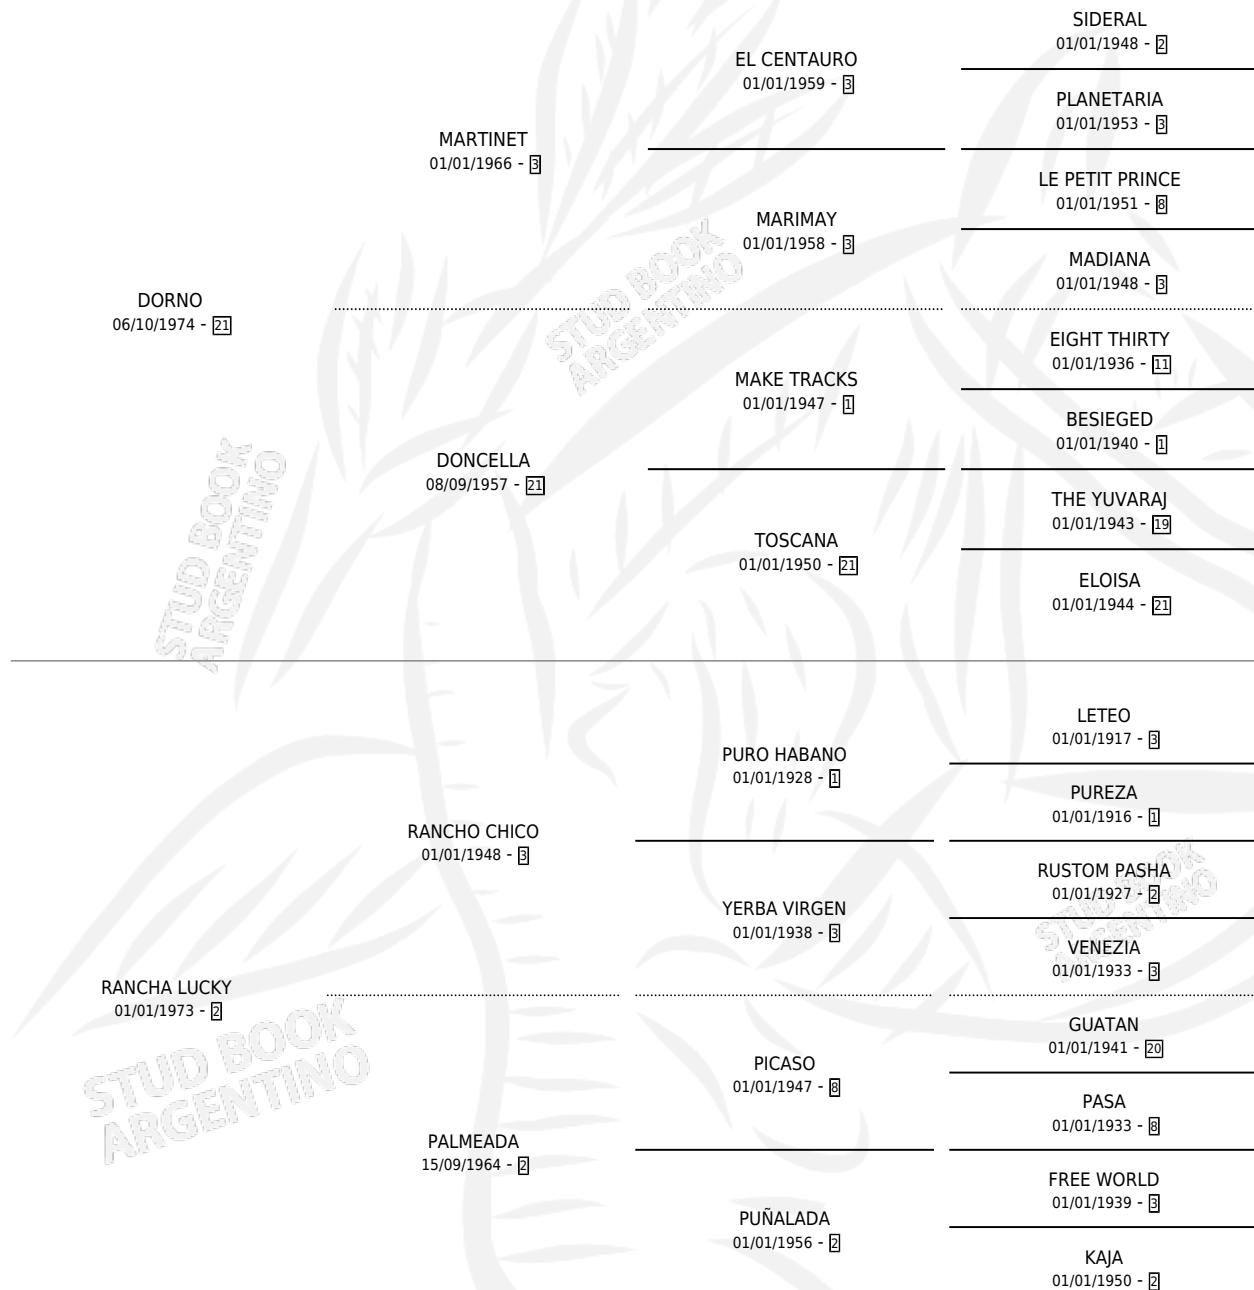 SIDERAL
01/01/1948 - 2
EL CENTAURO
01/01/1959 - 3
PLANETARIA
01/01/1953 - 3
MARTINET
01/01/1966 - 3
LE PETIT PRINCE
01/01/1951 - 8
MARIMAY
01/01/1958 - 3
MADIANA
01/01/1948 - 3
DORNO
06/10/1974 - 21
EIGHT THIRTY
01/01/1936 - 11
MAKE TRACKS
01/01/1947 - 1
BESIEGED
01/01/1940 - 1
DONCELLA
08/09/1957 - 21
THE YUVARAJ
01/01/1943 - 19
TOSCANA
01/01/1950 - 21
ELOISA
01/01/1944 - 21
LETEO
01/01/1917 - 3
PURO HABANO
01/01/1928 - 1
PUREZA
01/01/1916 - 1
RANCHO CHICO
01/01/1948 - 3
RUSTOM PASHA
01/01/1927 - 2
YERBA VIRGEN
01/01/1938 - 3
VENEZIA
01/01/1933 - 3
RANCHA LUCKY
01/01/1973 - 2
GUATAN
01/01/1941 - 20
PICASO
01/01/1947 - 8
PASA
01/01/1933 - 8
PALMEADA
15/09/1964 - 2
FREE WORLD
01/01/1939 - 3
PUÑALADA
01/01/1956 - 2
KAJA
01/01/1950 - 2
STUD BOOK
ARGENTINO
STUD BOOK
ARGENTINO
STUD BOOK
ARGENTINO
STUD BOOK
ARGENTINO